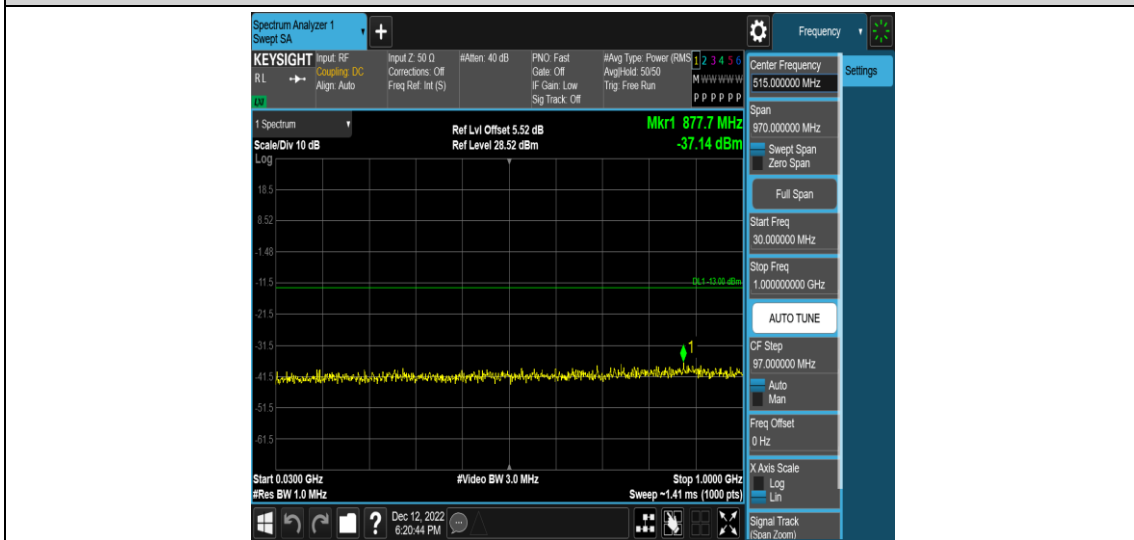 Spectrum Analyzer 1
Swept SA
+
Frequency
KEYSIGHT
RL
LXI
Input: RF
Coupling: DC
Align: Auto
Input Z: 50 Ω
Corrections: Off
Freq Ref: Int (S)
#Atten: 40 dB
PNO: Fast
Gate: Off
IF Gain: Low
Sig Track: Off
#Avg Type: Power (RMS
Avg|Hold: 50/50
Trig: Free Run
1 2 3 4 5 6
M W W W W W
P P P P P P
1 Spectrum
Scale/Div 10 dB
Log
Ref Lvl Offset 5.52 dB
Ref Level 28.52 dBm
Mkr1 877.7 MHz
-37.14 dBm
18.5
8.52
-1.48
-11.5
DL1 -13.00 dBm
-21.5
-31.5
1
-41.5
-51.5
-61.5
Start 0.0300 GHz
#Res BW 1.0 MHz
#Video BW 3.0 MHz
Stop 1.0000 GHz
Sweep ~1.41 ms (1000 pts)
?
Dec 12, 2022
6:20:44 PM
Center Frequency
515.000000 MHz
Settings
Span
970.000000 MHz
Swept Span
Zero Span
Full Span
Start Freq
30.000000 MHz
Stop Freq
1.000000000 GHz
AUTO TUNE
CF Step
97.000000 MHz
Auto
Man
Freq Offset
0 Hz
X Axis Scale
Log
Lin
Signal Track
(Span Zoom)